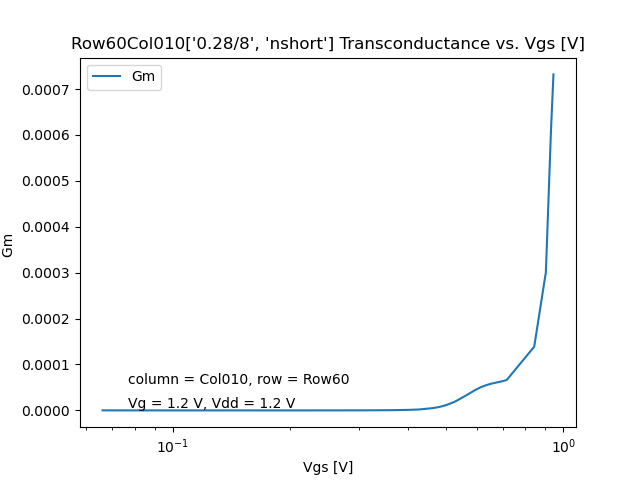 Row60Col010['0.28/8', 'nshort'] Transconductance vs. Vgs [V]
Gm
0.0007
0.0006
0.0005
0.0004
0.0003
0.0002
0.0001
0.0000
Gm
column = Col010, row = Row60
Vg = 1.2 V, Vdd = 1.2 V
10⁻¹
10⁰
Vgs [V]